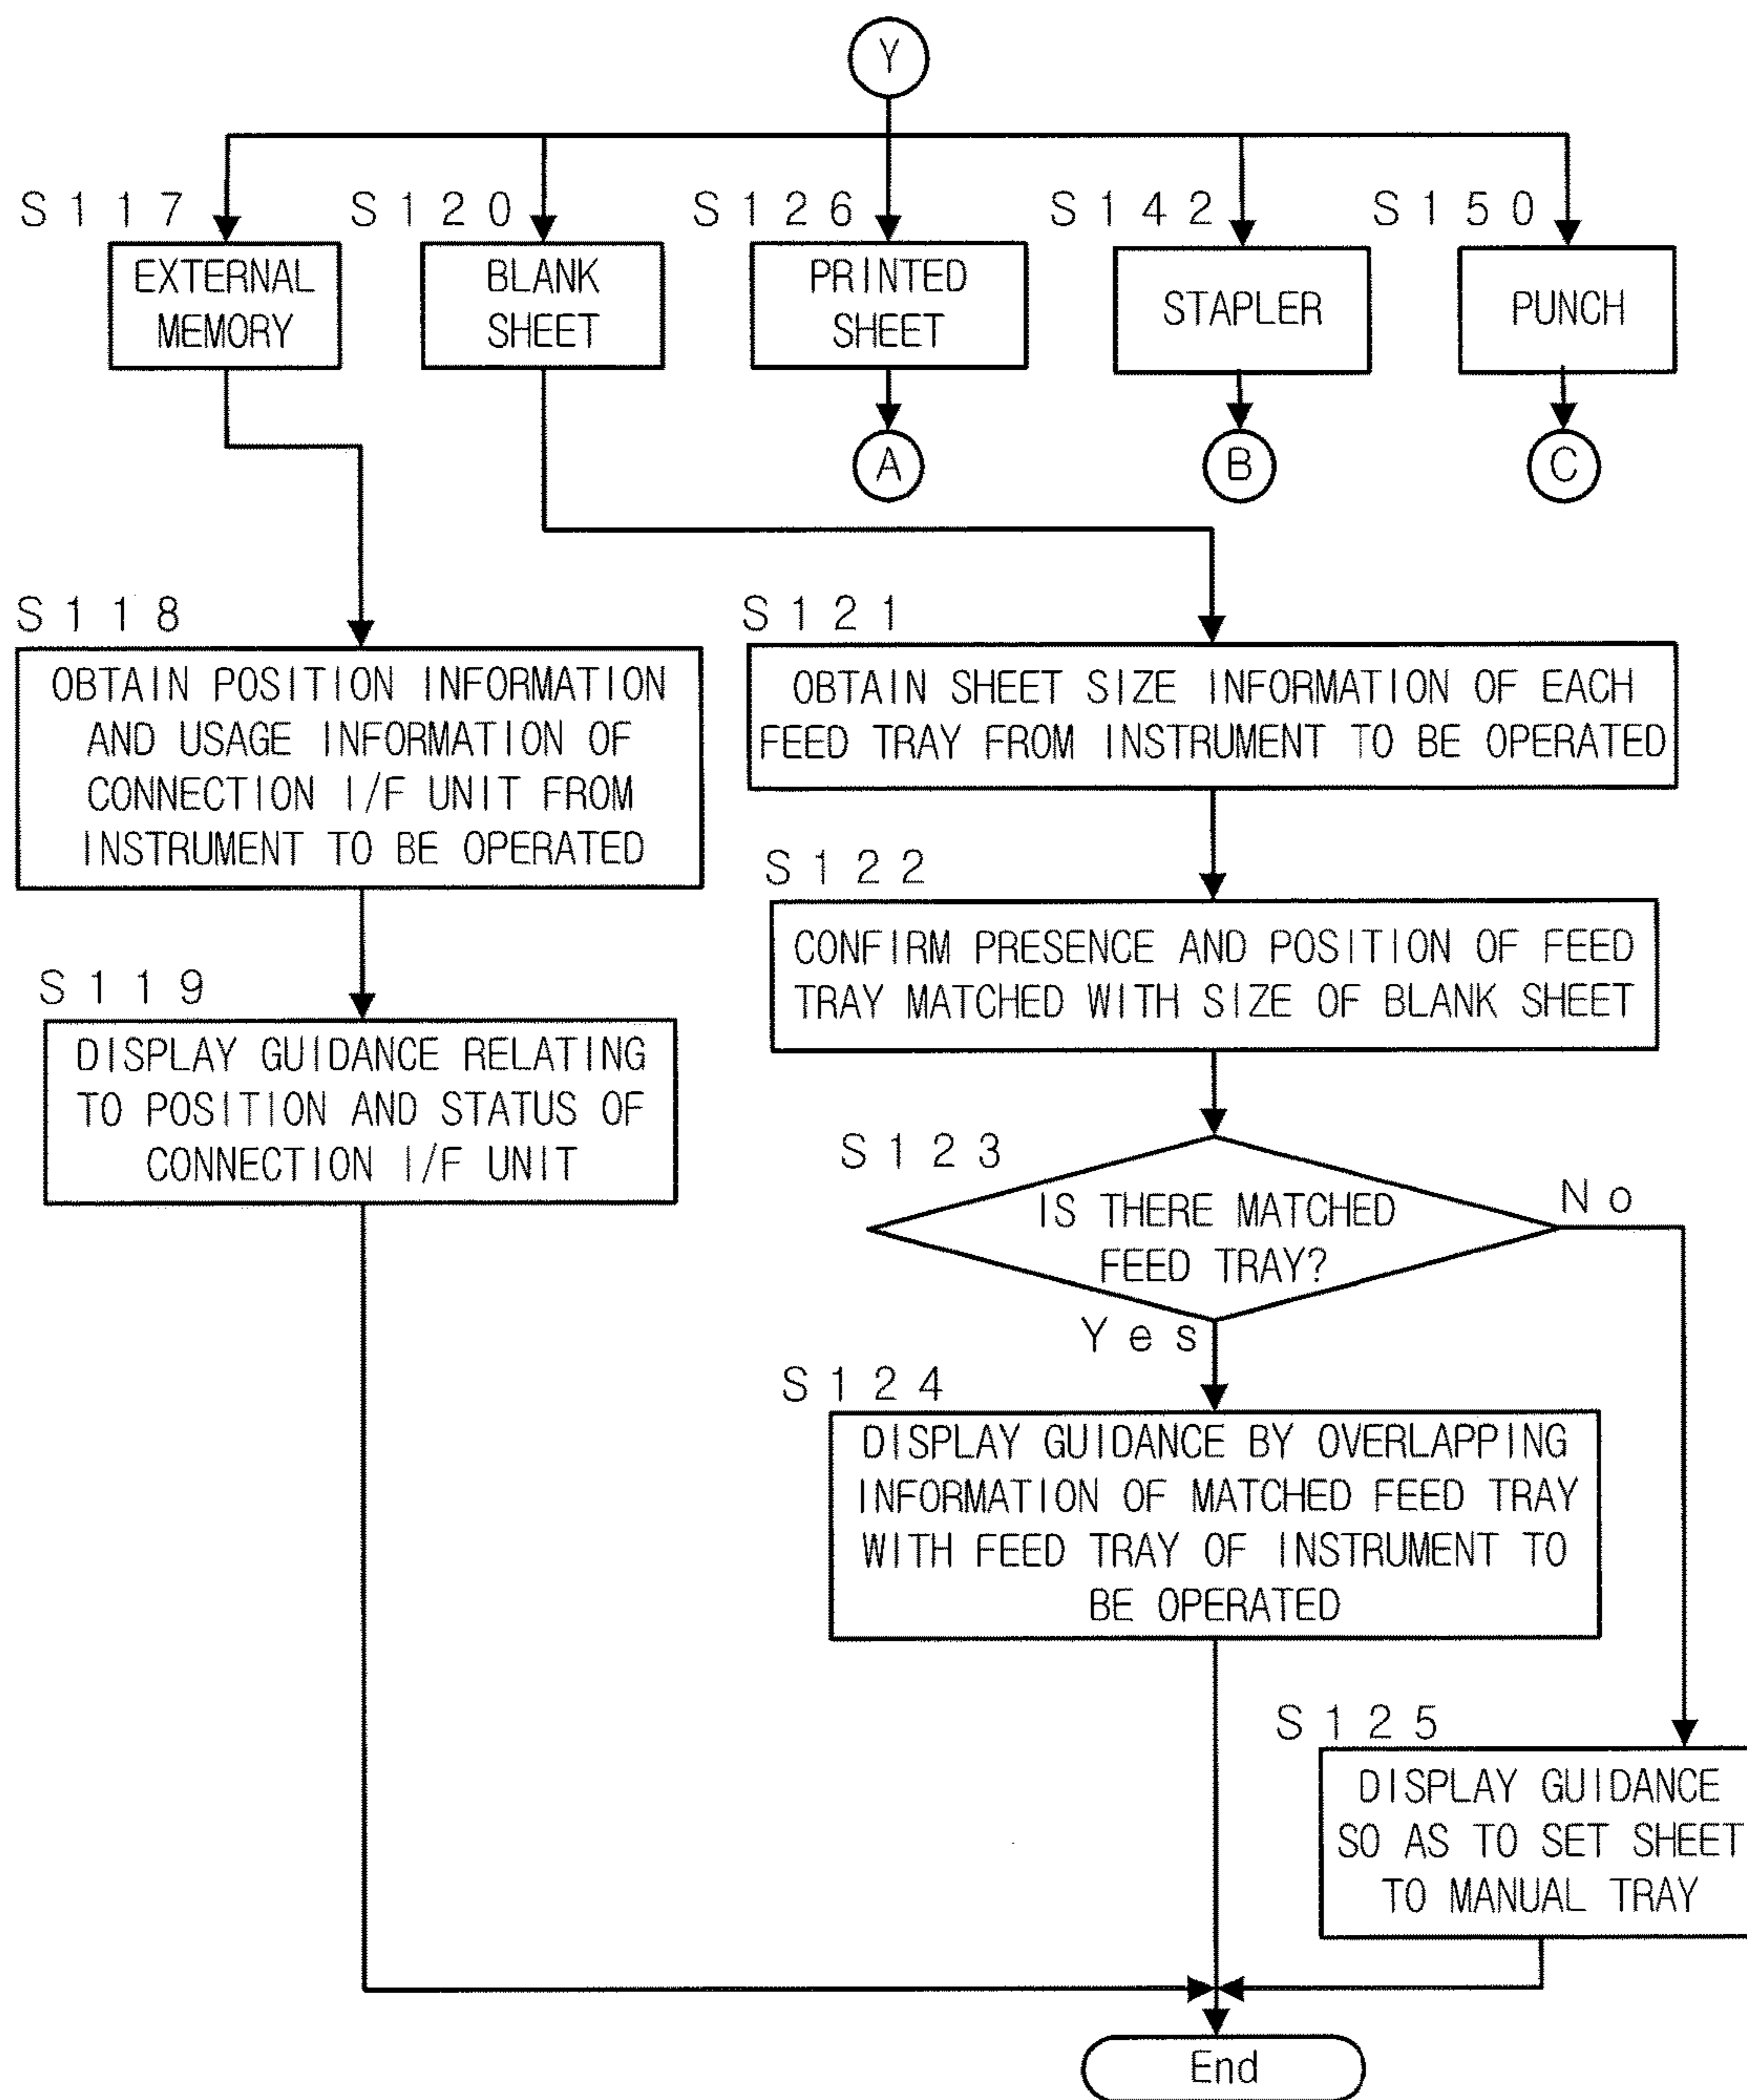 Y
S117
EXTERNAL
MEMORY
S120
BLANK
SHEET
S126
PRINTED
SHEET
S142
STAPLER
S150
PUNCH
A
B
C
S118
OBTAIN POSITION INFORMATION
AND USAGE INFORMATION OF
CONNECTION I/F UNIT FROM
INSTRUMENT TO BE OPERATED
S119
DISPLAY GUIDANCE RELATING
TO POSITION AND STATUS OF
CONNECTION I/F UNIT
S121
OBTAIN SHEET SIZE INFORMATION OF EACH
FEED TRAY FROM INSTRUMENT TO BE OPERATED
S122
CONFIRM PRESENCE AND POSITION OF FEED
TRAY MATCHED WITH SIZE OF BLANK SHEET
S123
IS THERE MATCHED
FEED TRAY?
No
Yes
S124
DISPLAY GUIDANCE BY OVERLAPPING
INFORMATION OF MATCHED FEED TRAY
WITH FEED TRAY OF INSTRUMENT TO
BE OPERATED
S125
DISPLAY GUIDANCE
SO AS TO SET SHEET
TO MANUAL TRAY
End